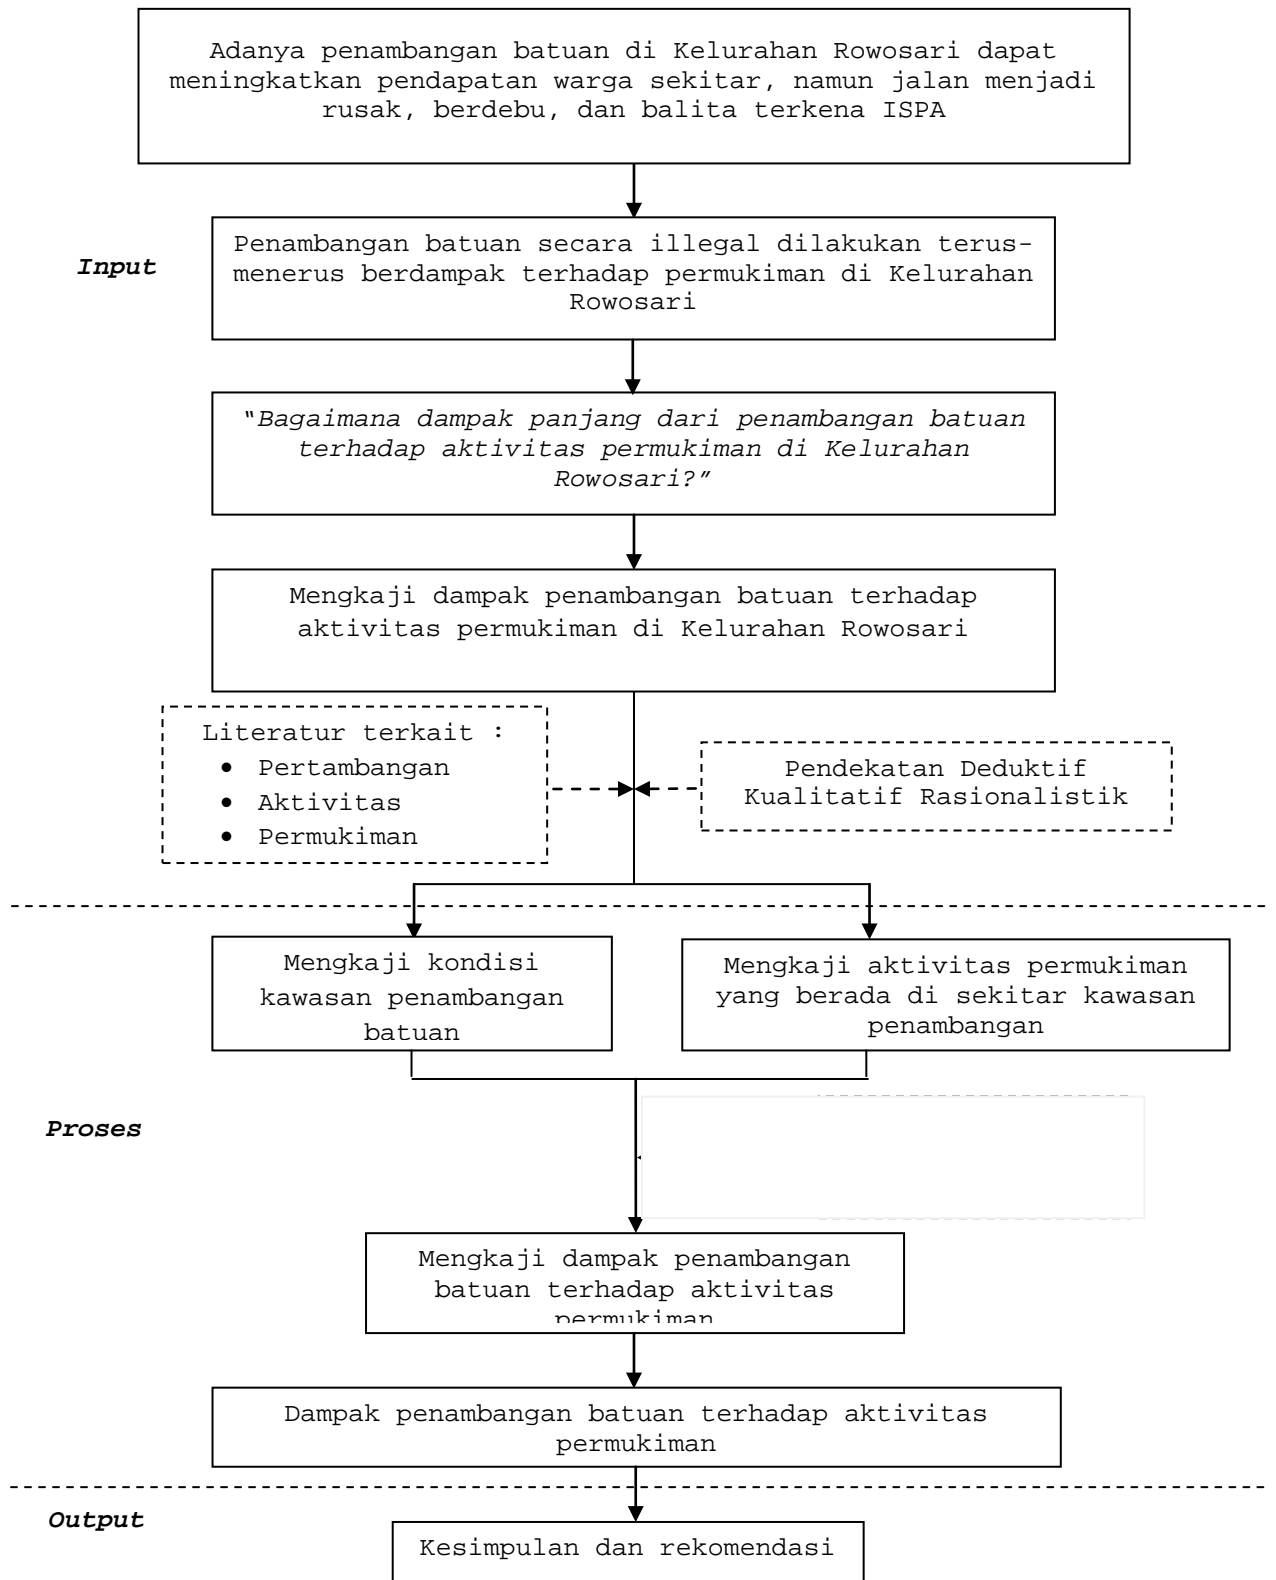 Adanya penambangan batuan di Kelurahan Rowosari dapat
meningkatkan pendapatan warga sekitar, namun jalan menjadi
rusak, berdebu, dan balita terkena ISPA
Input
Penambangan batuan secara illegal dilakukan terus-
menerus berdampak terhadap permukiman di Kelurahan
Rowosari
“Bagaimana dampak panjang dari penambangan batuan
terhadap aktivitas permukiman di Kelurahan
Rowosari?”
Mengkaji dampak penambangan batuan terhadap
aktivitas permukiman di Kelurahan Rowosari
Literatur terkait :
• Pertambangan
• Aktivitas
• Permukiman
Pendekatan Deduktif
Kualitatif Rasionalistik
Mengkaji kondisi
kawasan penambangan
batuan
Mengkaji aktivitas permukiman
yang berada di sekitar kawasan
penambangan
Proses
Mengkaji dampak penambangan
batuan terhadap aktivitas
permukiman
Dampak penambangan batuan terhadap aktivitas
permukiman
Output
Kesimpulan dan rekomendasi